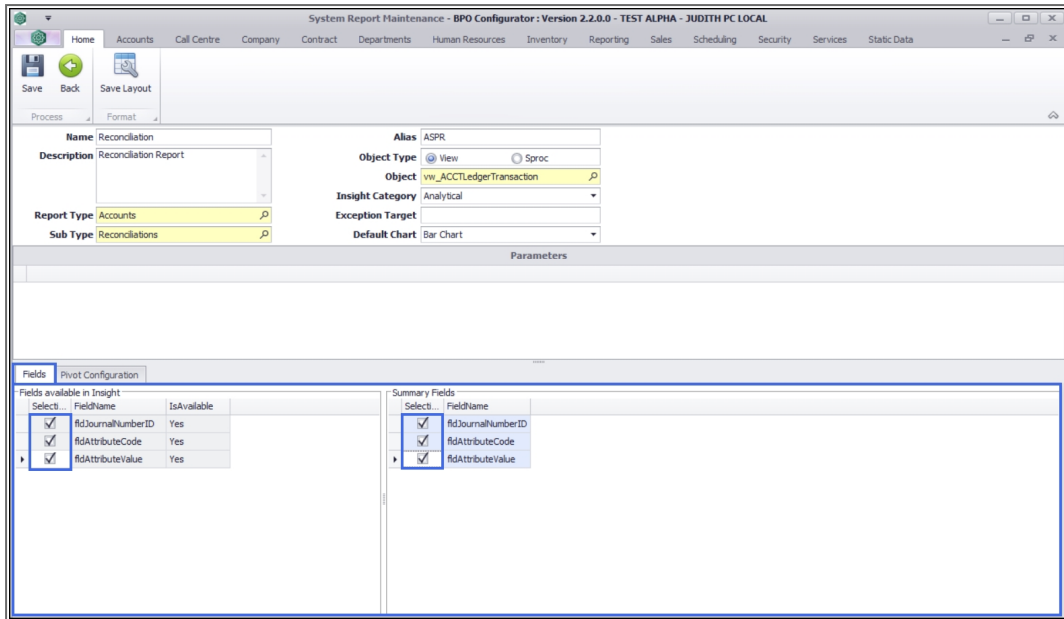 System Report Maintenance - BPO Configurator : Version 2.2.0.0 - TEST ALPHA - JUDITH PC LOCAL
Home Accounts Call Centre Company Contract Departments Human Resources Inventory Reporting Sales Scheduling Security Services Static Data
Save Back Save Layout
Process Format
Name Reconciliation Alias ASPR
Description Reconciliation Report Object Type View Sproc
Object vw_ACCTLedgerTransaction
Insight Category Analytical
Report Type Accounts Exception Target
Sub Type Reconciliations Default Chart Bar Chart
Parameters
Fields Pivot Configuration
Fields available in Insight Summary Fields
Selecti... FieldName IsAvailable Selecti... FieldName
fldJournalNumberID Yes fldJournalNumberID
fldAttributeCode Yes fldAttributeCode
fldAttributeValue Yes fldAttributeValue